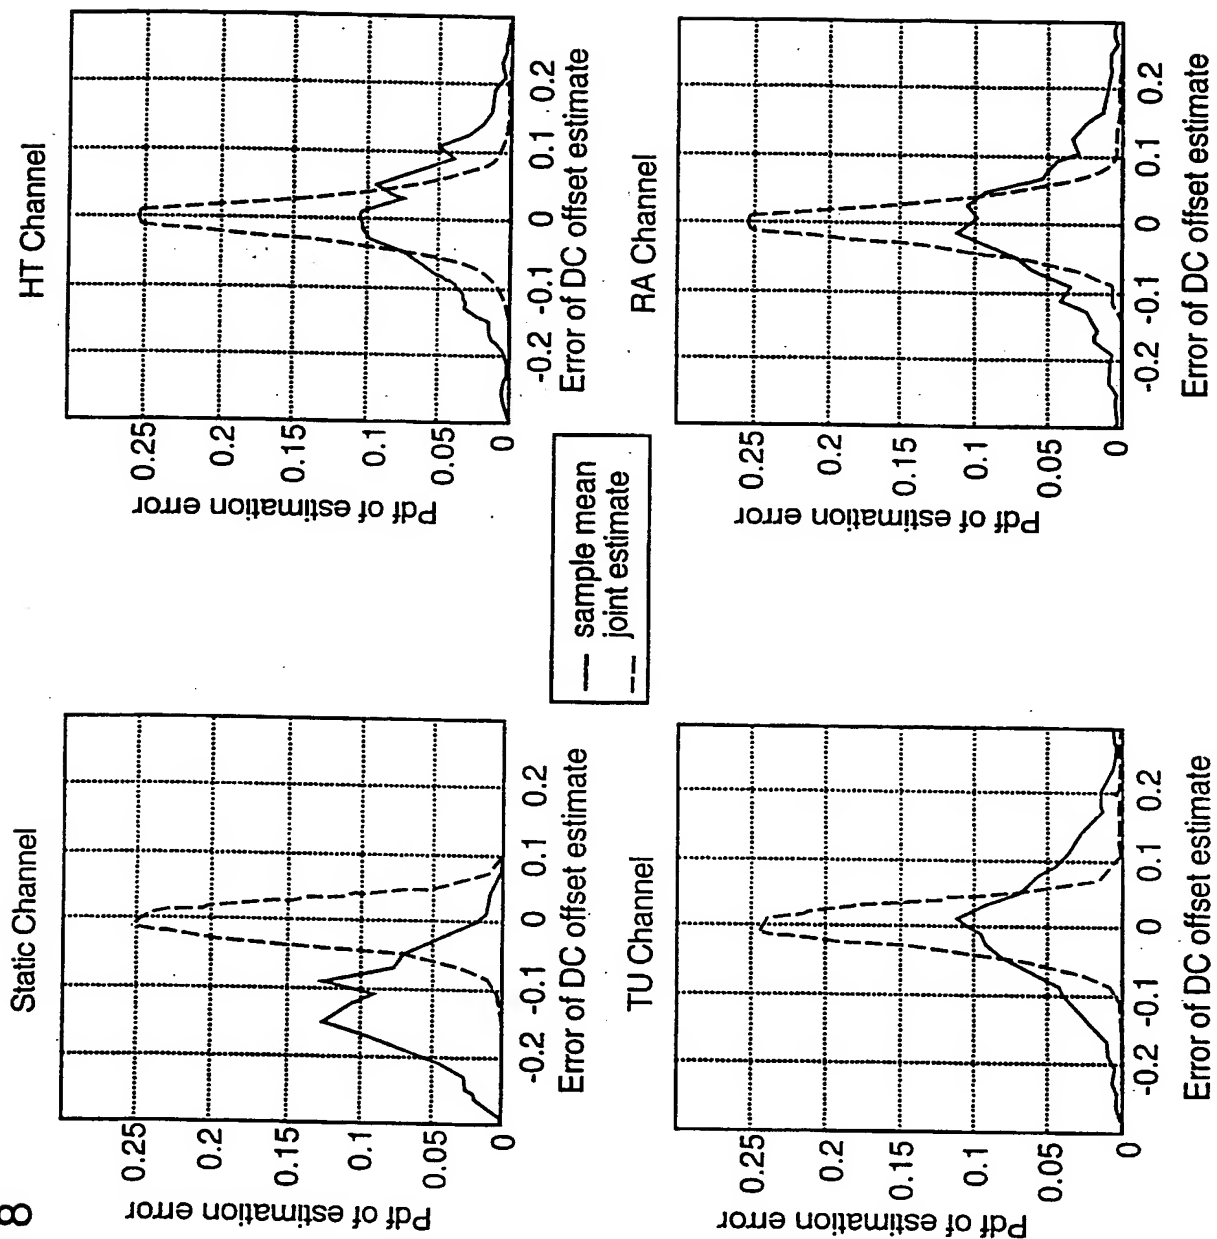 8
Static Channel
Pdf of estimation error
0.25
0.2
0.15
0.1
0.05
0
-0.2 -0.1 0 0.1 0.2
Error of DC offset estimate
HT Channel
Pdf of estimation error
0.25
0.2
0.15
0.1
0.05
0
-0.2 -0.1 0 0.1 0.2
Error of DC offset estimate
sample mean
joint estimate
TU Channel
Pdf of estimation error
0.25
0.2
0.15
0.1
0.05
0
-0.2 -0.1 0 0.1 0.2
Error of DC offset estimate
RA Channel
Pdf of estimation error
0.25
0.2
0.15
0.1
0.05
0
-0.2 -0.1 0 0.1 0.2
Error of DC offset estimate